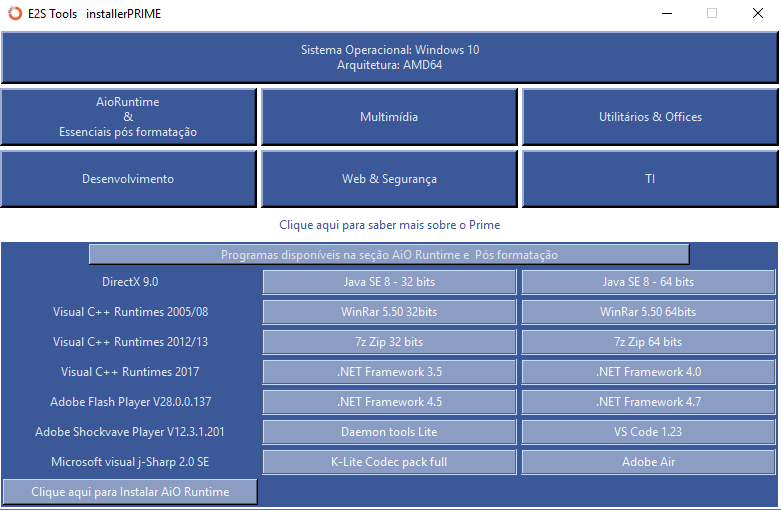 E2S Tools installerPRIME
Sistema Operacional: Windows 10
Arquitetura: AMD64
AioRuntime
&
Essenciais pós formatação
Multimídia
Utilitários & Offices
Desenvolvimento
Web & Segurança
TI
Clique aqui para saber mais sobre o Prime
Programas disponíveis na seção AiO Runtime e Pós formatação
DirectX 9.0
Java SE 8 - 32 bits
Java SE 8 - 64 bits
Visual C++ Runtimes 2005/08
WinRar 5.50 32bits
WinRar 5.50 64bits
Visual C++ Runtimes 2012/13
7z Zip 32 bits
7z Zip 64 bits
Visual C++ Runtimes 2017
.NET Framework 3.5
.NET Framework 4.0
Adobe Flash Player V28.0.0.137
.NET Framework 4.5
.NET Framework 4.7
Adobe Shockvave Player V12.3.1.201
Daemon tools Lite
VS Code 1.23
Microsoft visual j-Sharp 2.0 SE
K-Lite Codec pack full
Adobe Air
Clique aqui para Instalar AiO Runtime